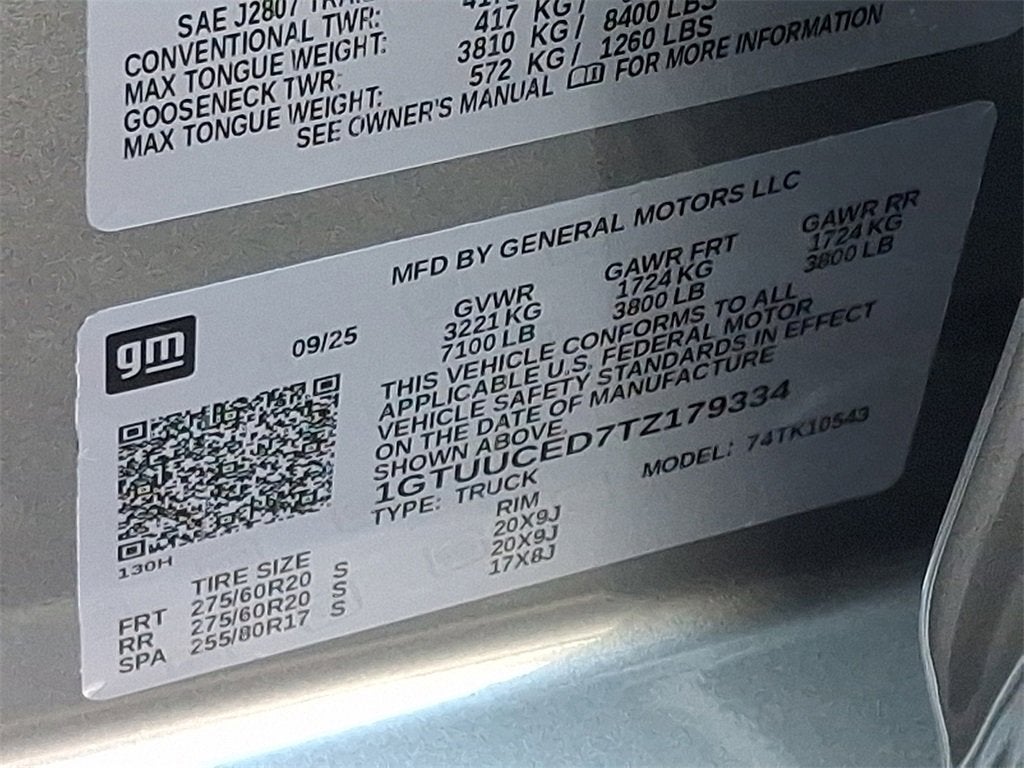 SAE J2807
CONVENTIONAL TWR:
MAX TONGUE WEIGHT: 417 KG/
GOOSENECK TWR: 3810 KG/ 8400 LBS
MAX TONGUE WEIGHT: 572 KG/ 1260 LBS
SEE OWNER'S MANUAL FOR MORE INFORMATION
MFD BY GENERAL MOTORS LLC
gm
09/25
GVWR GAWR FRT GAWR RR
3221 KG 1724 KG 1724 KG
7100 LB 3800 LB 3800 LB
THIS VEHICLE CONFORMS TO ALL
APPLICABLE U.S. FEDERAL MOTOR
VEHICLE SAFETY STANDARDS IN EFFECT
ON THE DATE OF MANUFACTURE
SHOWN ABOVE.
1GTUUCED7TZ179334
TYPE: TRUCK MODEL: 74TK10543
130H
TIRE SIZE RIM
FRT 275/60R20 S 20X9J
RR 275/60R20 S 20X9J
SPA 255/80R17 S 17X8J